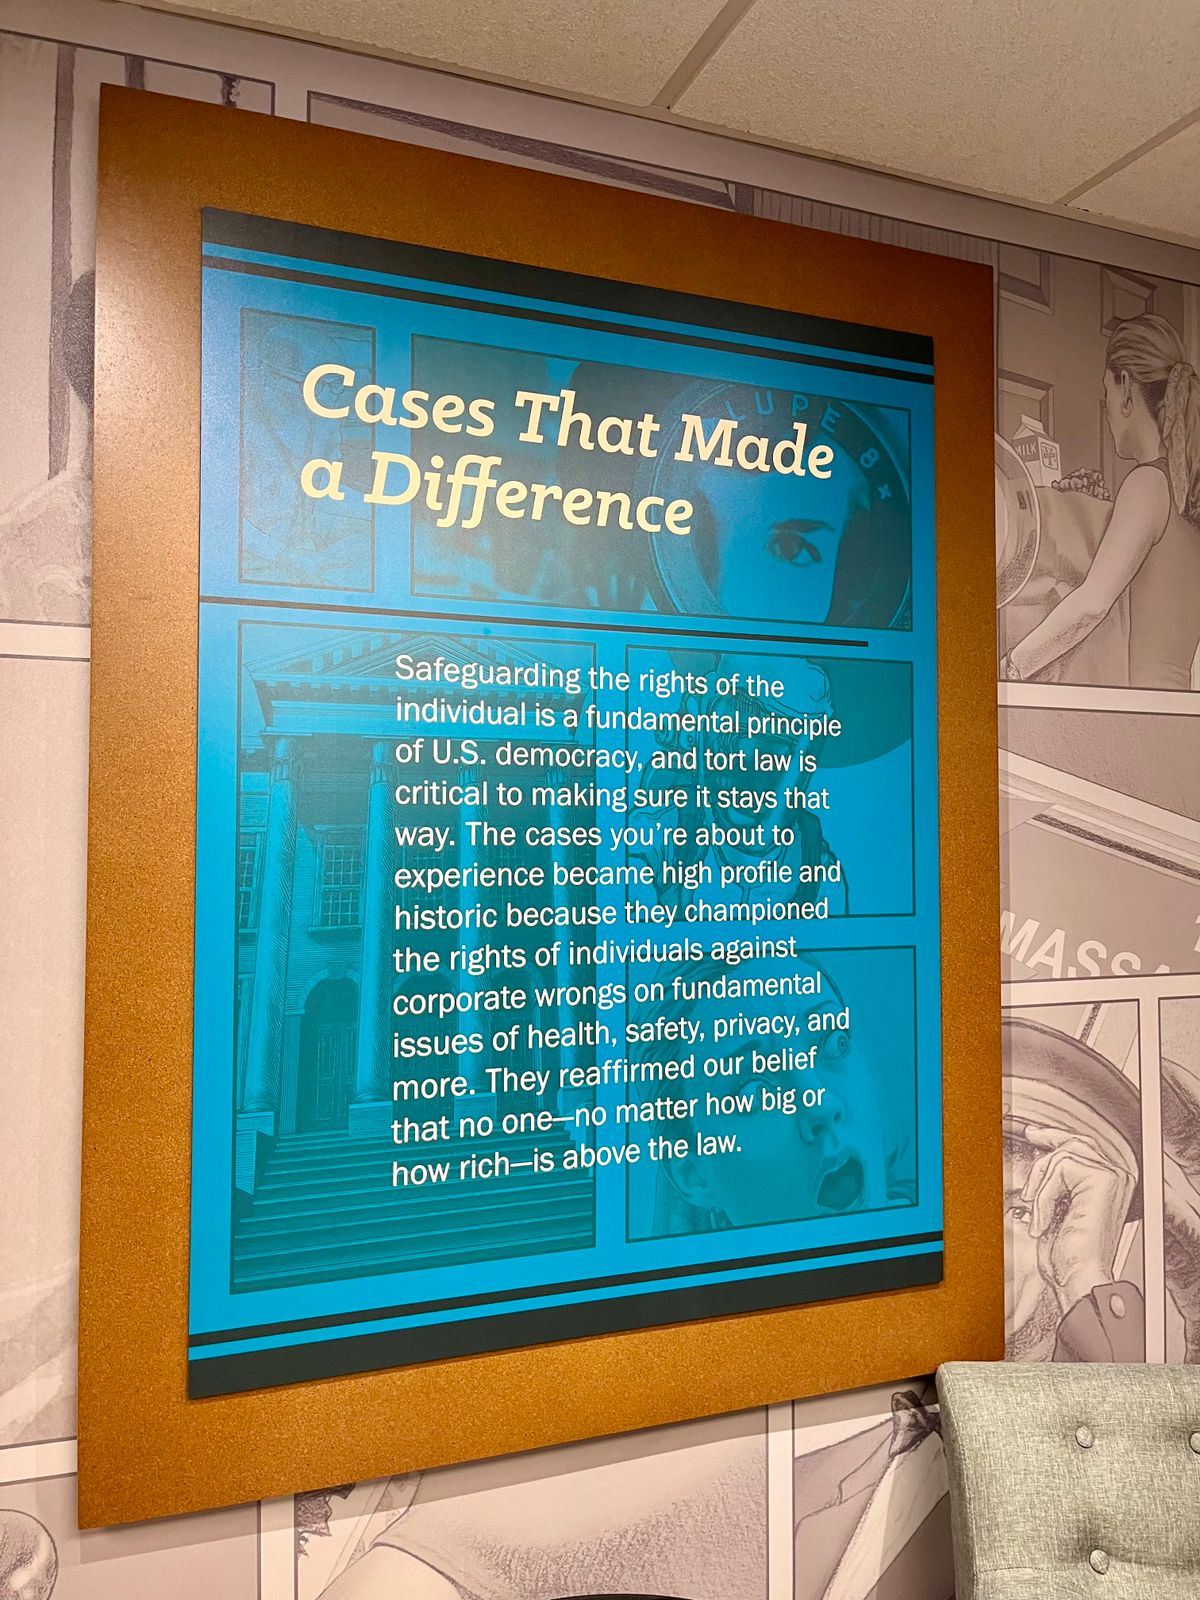 Cases That Made
a Difference
LUPE 8x
Safeguarding the rights of the
individual is a fundamental principle
of U.S. democracy, and tort law is
critical to making sure it stays that
way. The cases you’re about to
experience became high profile and
historic because they championed
the rights of individuals against
corporate wrongs on fundamental
issues of health, safety, privacy, and
more. They reaffirmed our belief
that no one—no matter how big or
how rich—is above the law.
MILK